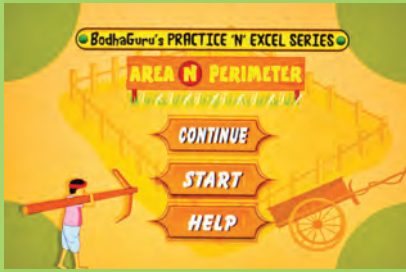 BodhaGuru's PRACTICE 'N' EXCEL SERIES
AREA N PERIMETER
CONTINUE
START
HELP